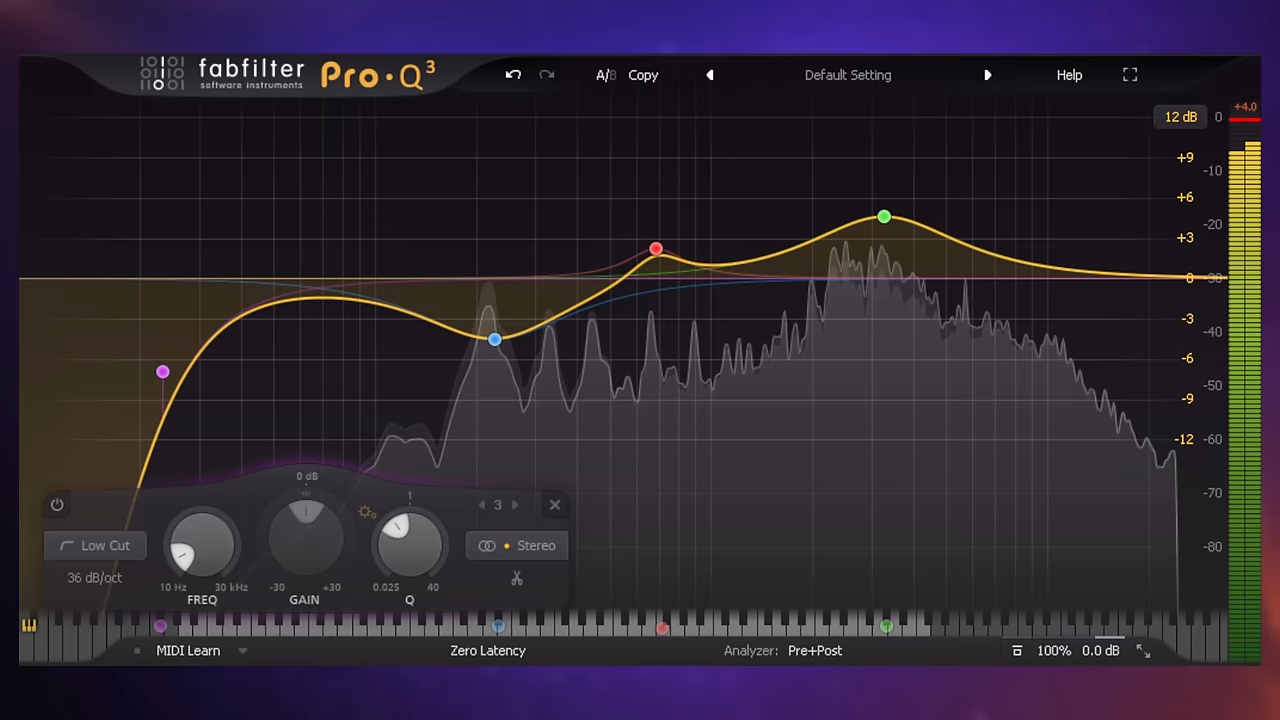 fabfilter
software instruments
Pro·Q³
A/B Copy
Default Setting
Help
+4.0
12 dB 0
+9
-10
+6
-20
+3
0 -30
-3
-40
-6
-50
-9
-12 -60
-70
-80
0 dB
1
3
Low Cut
Stereo
36 dB/oct
10 Hz 30 kHz
-30 +30
0.025 40
FREQ
GAIN
Q
MIDI Learn
Zero Latency
Analyzer: Pre+Post
100%
0.0 dB